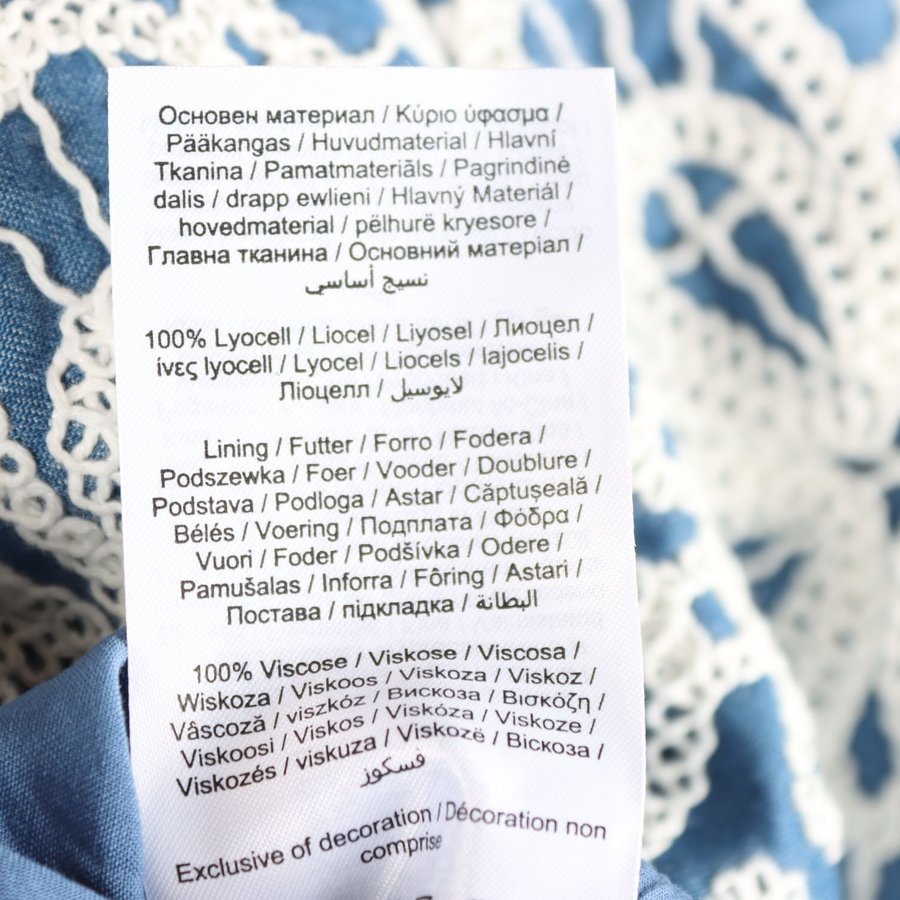 Основен материал / Κύριο ύφασμα /
Pääkangas / Huvudmaterial / Hlavní
Tkanina / Pamatmateriāls / Pagrindinė
dalis / drapp ewlieni / Hlavný Materiál /
hovedmaterial / pëlhurë kryesore /
Главна тканина / Основний матеріал /
نسيج أساسي
100% Lyocell / Liocel / Liyosel / Лиоцел /
ίνες lyocell / Lyocel / Liocels / lajocelis /
Ліоцелл / لايوسيل
Lining / Futter / Forro / Fodera /
Podszewka / Foer / Vooder / Doublure /
Podstava / Podloga / Astar / Căptușeală /
Bélés / Voering / Подплата / Φόδρα /
Vuori / Foder / Podšívka / Odere /
Pamušalas / Inforra / Fôring / Astari /
Постава / підкладка / البطانة
100% Viscose / Viskose / Viscosa /
Wiskoza / Viskoos / Viskoza / Viskoz /
Vâscoză / viszkóz / Вискоза / Βισκόζη /
Viskoosi / Viskos / Viskóza / Viskoze /
Viskozés / viskuza / Viskozë / Віскоза /
فسكوز
Exclusive of decoration / Décoration non
comprise